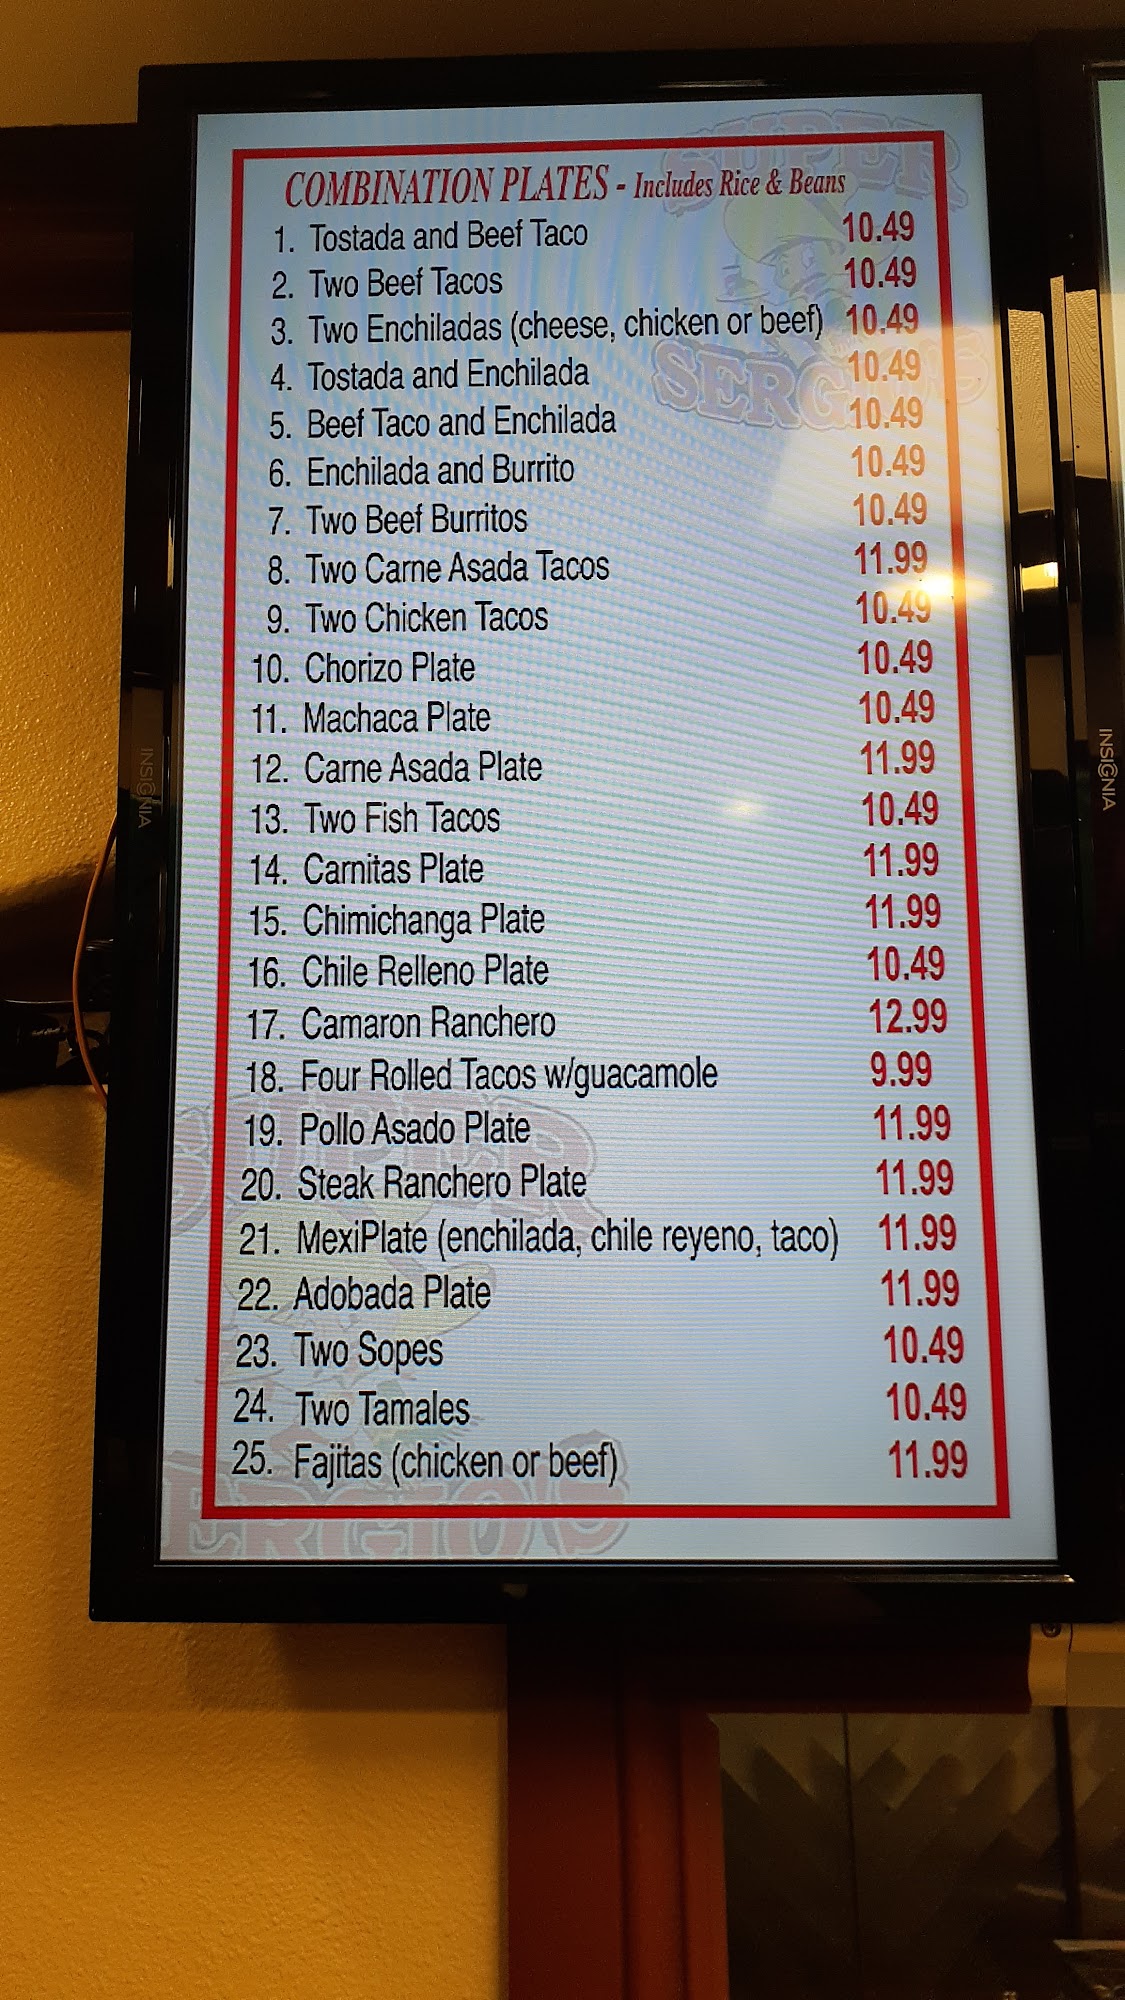 SUPER
SERGIO'S
COMBINATION PLATES - Includes Rice & Beans
1. Tostada and Beef Taco 10.49
2. Two Beef Tacos 10.49
3. Two Enchiladas (cheese, chicken or beef) 10.49
4. Tostada and Enchilada 10.49
5. Beef Taco and Enchilada 10.49
6. Enchilada and Burrito 10.49
7. Two Beef Burritos 10.49
8. Two Carne Asada Tacos 11.99
9. Two Chicken Tacos 10.49
10. Chorizo Plate 10.49
11. Machaca Plate 10.49
12. Carne Asada Plate 11.99
13. Two Fish Tacos 10.49
14. Carnitas Plate 11.99
15. Chimichanga Plate 11.99
16. Chile Relleno Plate 10.49
17. Camaron Ranchero 12.99
18. Four Rolled Tacos w/guacamole 9.99
19. Pollo Asado Plate 11.99
20. Steak Ranchero Plate 11.99
21. MexiPlate (enchilada, chile reyeno, taco) 11.99
22. Adobada Plate 11.99
23. Two Sopes 10.49
24. Two Tamales 10.49
25. Fajitas (chicken or beef) 11.99
SUPER
ERGIO'S
INSIGNIA
INSIGNIA